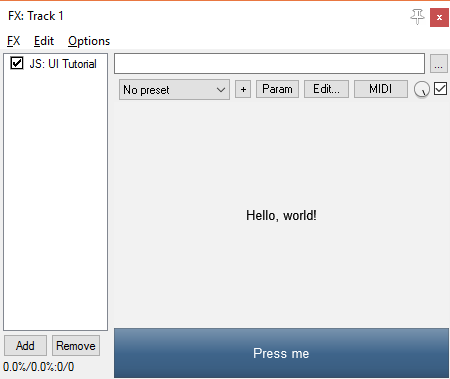 FX: Track 1
FX Edit Options
JS: UI Tutorial
...
No preset + Param Edit... MIDI
Hello, world!
Press me
Add Remove
0.0%/0.0%:0/0